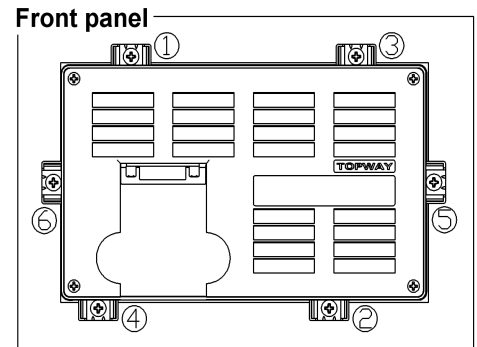 Front panel
① ③
TOPWAY
⑥ ⑤
④ ②